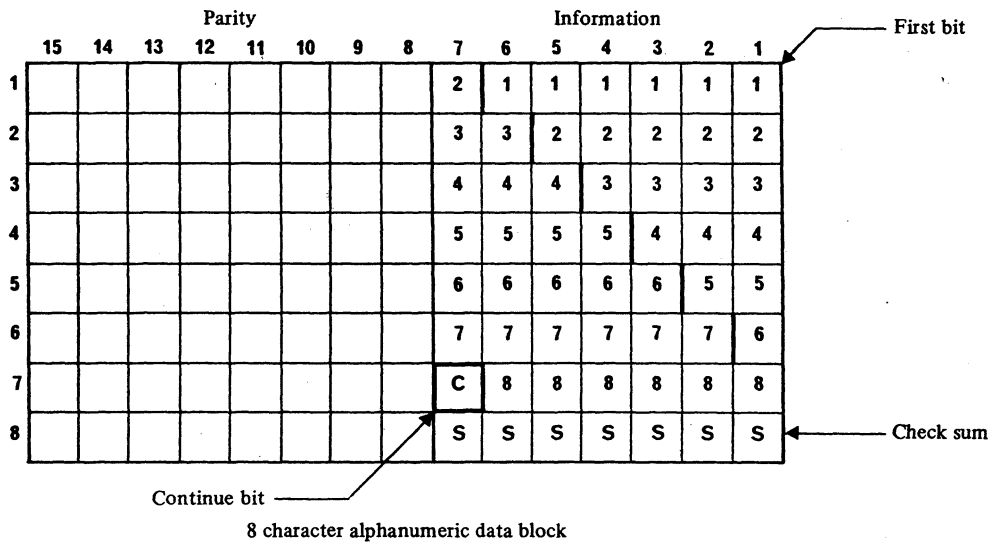 Parity Information
First bit
15 14 13 12 11 10 9 8 7 6 5 4 3 2 1
1 2 1 1 1 1 1 1
2 3 3 2 2 2 2 2
3 4 4 4 3 3 3 3
4 5 5 5 5 4 4 4
5 6 6 6 6 6 5 5
6 7 7 7 7 7 7 6
7 C 8 8 8 8 8 8
8 S S S S S S S Check sum
Continue bit
8 character alphanumeric data block